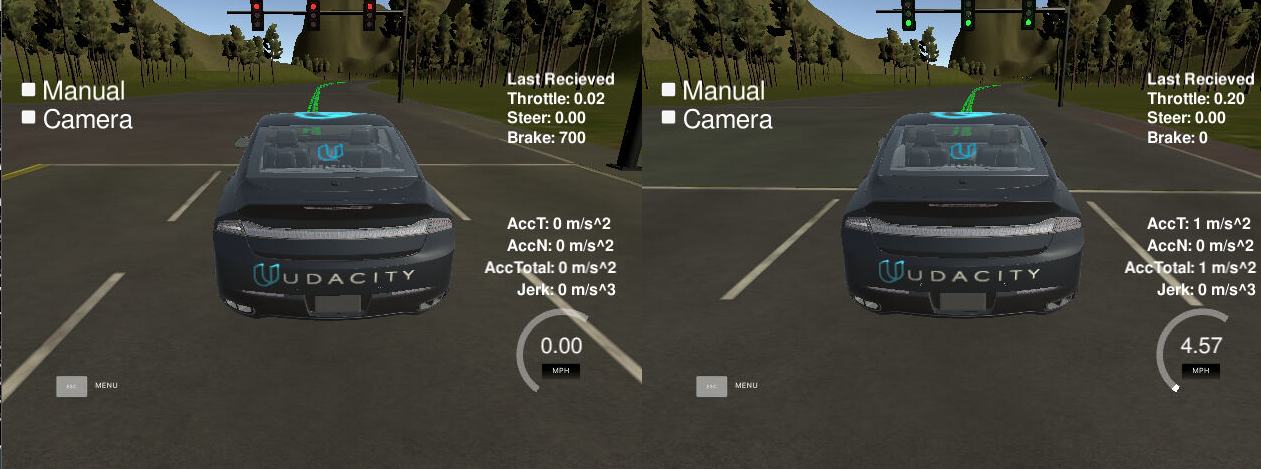 Manual
Camera
Last Recieved
Throttle: 0.02
Steer: 0.00
Brake: 700
AccT: 0 m/s^2
AccN: 0 m/s^2
AccTotal: 0 m/s^2
Jerk: 0 m/s^3
UDACITY
0.00
MPH
ESC
MENU
Manual
Camera
Last Recieved
Throttle: 0.20
Steer: 0.00
Brake: 0
AccT: 1 m/s^2
AccN: 0 m/s^2
AccTotal: 1 m/s^2
Jerk: 0 m/s^3
UDACITY
4.57
MPH
ESC
MENU